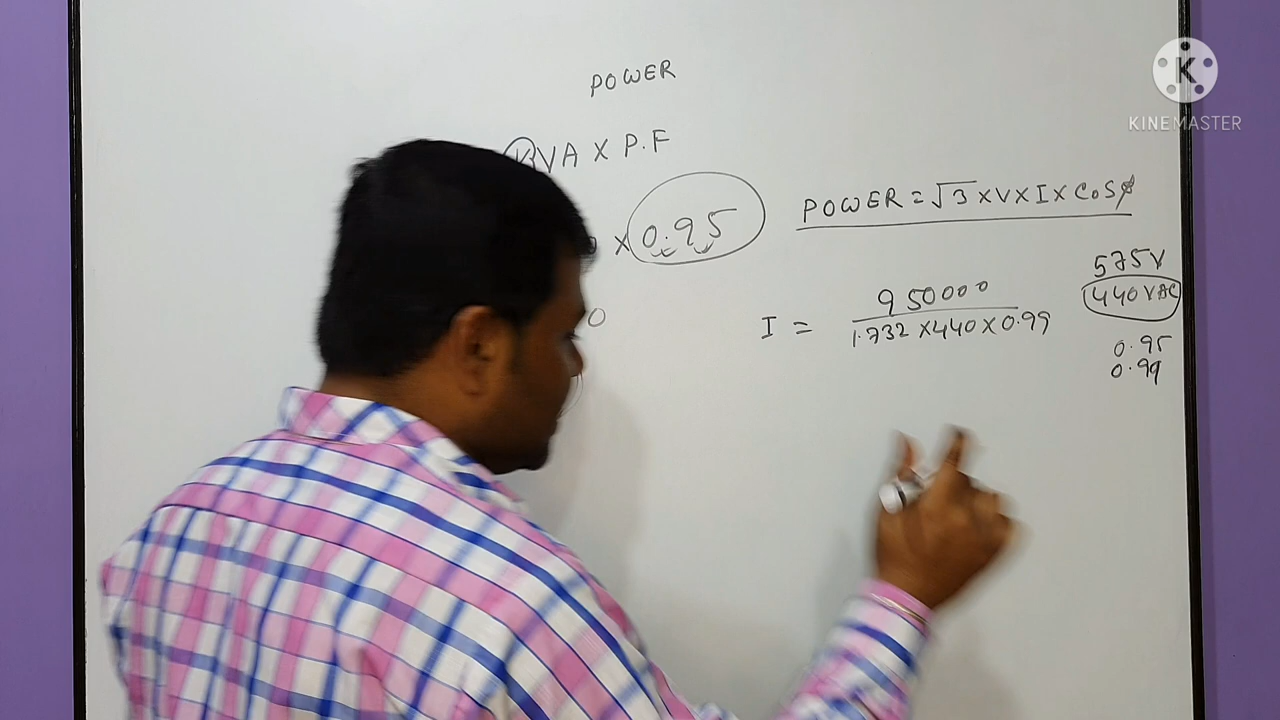 POWER
KVA X P.F
X 0.95
0
POWER = √3 X V X I X COSϕ
I = 950000
1.732 X 440 X 0.99
575V
440 VAC
0.95
0.99
KINEMASTER